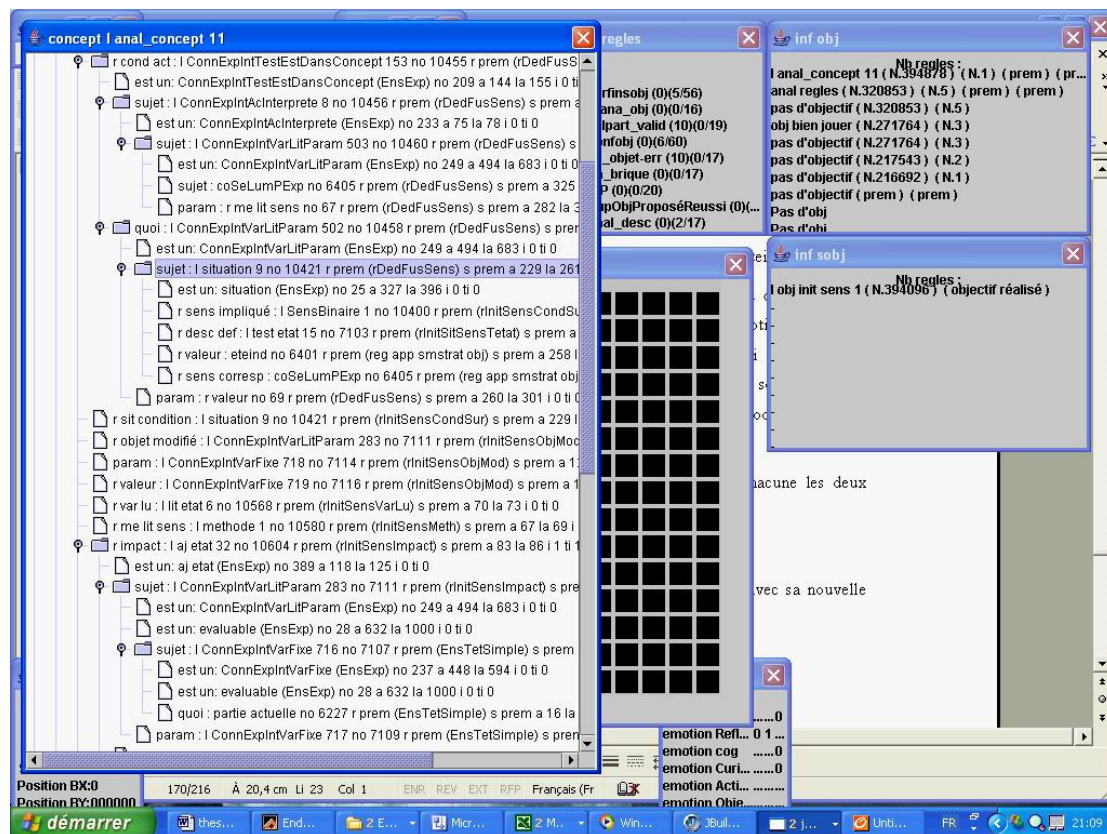 concept I anal_concept 11
r cond act : I ConnExpIntTestEstDansConcept 153 no 10455 r prem (rDedFusS
est un: ConnExpIntTestEstDansConcept (EnsExp) no 209 a 144 la 155 i 0 ti
sujet : I ConnExpIntAcInterprete 8 no 10456 r prem (rDedFusSens) s prem a
est un: ConnExpIntAcInterprete (EnsExp) no 233 a 75 la 78 i 0 ti 0
sujet : I ConnExpIntVarLitParam 503 no 10460 r prem (rDedFusSens) s
est un: ConnExpIntVarLitParam (EnsExp) no 249 a 494 la 683 i 0 ti 0
sujet : coSeLumPExp no 6405 r prem (rDedFusSens) s prem a 325
param : r me lit sens no 67 r prem (rDedFusSens) s prem a 282 la 3
quoi : I ConnExpIntVarLitParam 502 no 10458 r prem (rDedFusSens) s prer
est un: ConnExpIntVarLitParam (EnsExp) no 249 a 494 la 683 i 0 ti 0
sujet : I situation 9 no 10421 r prem (rDedFusSens) s prem a 229 la 261
est un: situation (EnsExp) no 25 a 327 la 396 i 0 ti 0
r sens impliqué : I SensBinaire 1 no 10400 r prem (rInitSensCondSu
r desc def : I test etat 15 no 7103 r prem (rInitSitSensTetat) s prem a
r valeur : eteind no 6401 r prem (reg app smstrat obj) s prem a 258 l
r sens corresp : coSeLumPExp no 6405 r prem (reg app smstrat obj
param : r valeur no 69 r prem (rDedFusSens) s prem a 260 la 301 i 0 ti 0
r sit condition : I situation 9 no 10421 r prem (rInitSensCondSur) s prem a 229 l
r objet modifié : I ConnExpIntVarLitParam 283 no 7111 r prem (rInitSensObjMod
param : I ConnExpIntVarFixe 718 no 7114 r prem (rInitSensObjMod) s prem a 1
r valeur : I ConnExpIntVarFixe 719 no 7116 r prem (rInitSensObjMod) s prem a 1
r var lu : I lit etat 6 no 10568 r prem (rInitSensVarLu) s prem a 70 la 73 i 0 ti 0
r me lit sens : I methode 1 no 10580 r prem (rInitSensMeth) s prem a 67 la 69 i
r impact : I aj etat 32 no 10604 r prem (rInitSensImpact) s prem a 83 la 86 i 1 ti 1
est un: aj etat (EnsExp) no 389 a 118 la 125 i 0 ti 0
sujet : I ConnExpIntVarLitParam 283 no 7111 r prem (rInitSensImpact) s pre
est un: ConnExpIntVarLitParam (EnsExp) no 249 a 494 la 683 i 0 ti 0
est un: evaluable (EnsExp) no 28 a 632 la 1000 i 0 ti 0
sujet : I ConnExpIntVarFixe 716 no 7107 r prem (EnsTetSimple) s prem
est un: ConnExpIntVarFixe (EnsExp) no 237 a 448 la 594 i 0 ti 0
est un: evaluable (EnsExp) no 28 a 632 la 1000 i 0 ti 0
quoi : partie actuelle no 6227 r prem (EnsTetSimple) s prem a 16 la
param : I ConnExpIntVarFixe 717 no 7109 r prem (EnsTetSimple) s pren
regles
rfinsobj (0)(5/56)
ana_obj (0)(0/16)
lpart_valid (10)(0/19)
nfobj (0)(6/60)
_objet-err (10)(0/17)
_brique (0)(0/17)
P (0)(0/20)
upObjProposéReussi (0)(...
nal_desc (0)(2/17)
inf obj
Nb regles :
I anal_concept 11 ( N.394878 ) ( N.1 ) ( prem ) ( pr...
anal regles ( N.320853 ) ( N.5 ) ( prem ) ( prem )
pas d'objectif ( N.320853 ) ( N.5 )
obj bien jouer ( N.271764 ) ( N.3 )
pas d'objectif ( N.271764 ) ( N.3 )
pas d'objectif ( N.217543 ) ( N.2 )
pas d'objectif ( N.216692 ) ( N.1 )
pas d'objectif ( prem ) ( prem )
Pas d'obj
Pas d'obj
inf sobj
Nb regles :
I obj init sens 1 ( N.394096 ) ( objectif réalisé )
hacune les deux
avec sa nouvelle
......0
emotion Refl... 0 1 ...
emotion cog ......0
emotion Curi... ......0
emotion Acti... ......0
emotion Obje... ......
Position BX:0
Position BY:000000
170/216 À 20,4 cm Li 23 Col 1 ENR REV EXT RFP Français (Fr
démarrer thes... End... 2 E... Micr... 2 M... Win... JBuil... 2 j... Unti... FR 21:09